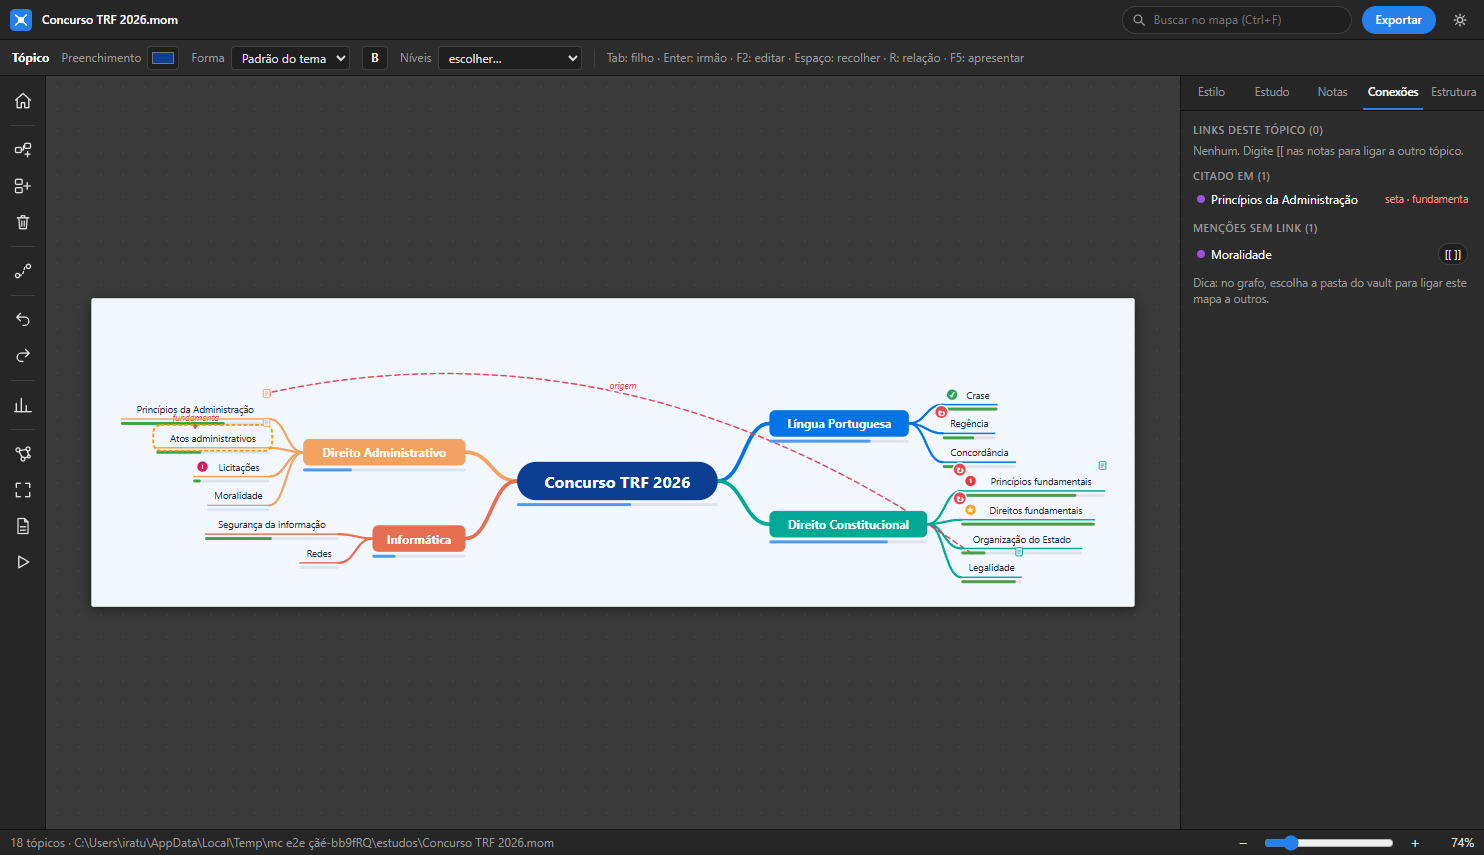 Concurso TRF 2026.mom
Buscar no mapa (Ctrl+F)
Exportar
Tópico Preenchimento Forma Padrão do tema B Níveis escolher... Tab: filho · Enter: irmão · F2: editar · Espaço: recolher · R: relação · F5: apresentar
Estilo Estudo Notas Conexões Estrutura
LINKS DESTE TÓPICO (0)
Nenhum. Digite [[ nas notas para ligar a outro tópico.
CITADO EM (1)
Princípios da Administração seta · fundamenta
MENÇÕES SEM LINK (1)
Moralidade [[ ]]
Dica: no grafo, escolha a pasta do vault para ligar este
mapa a outros.
origem
Princípios da Administração
fundamenta
Atos administrativos
Licitações
Moralidade
Direito Administrativo
Segurança da informação
Redes
Informática
Concurso TRF 2026
Língua Portuguesa
Crase
Regência
Concordância
Direito Constitucional
1 Princípios fundamentais
Direitos fundamentais
Organização do Estado
Legalidade
18 tópicos · C:\Users\iratu\AppData\Local\Temp\mc e2e çãé-bb9fRQ\estudos\Concurso TRF 2026.mom
74%